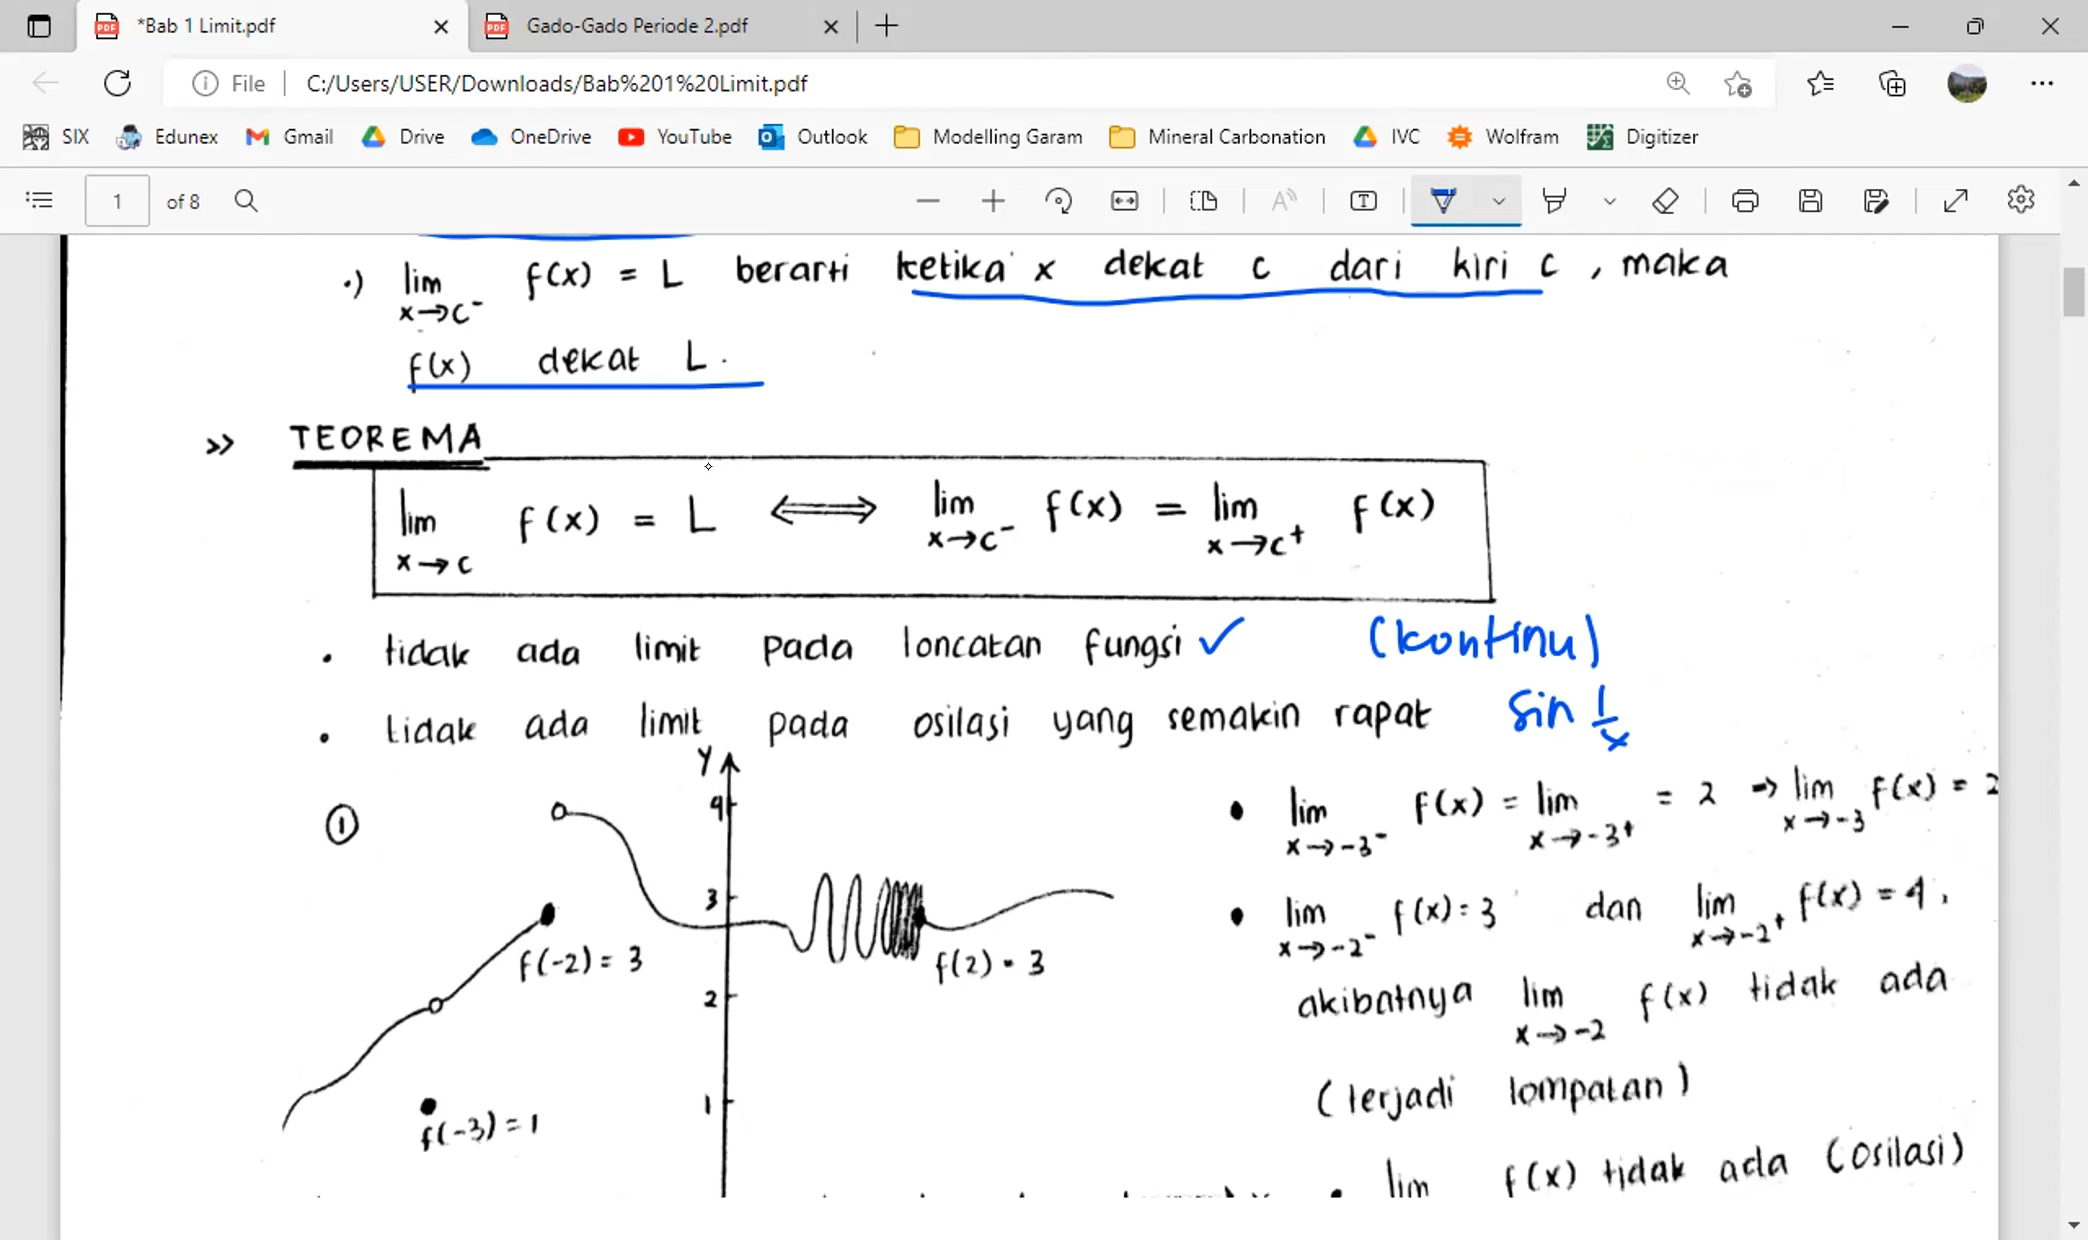 *Bab 1 Limit.pdf
Gado-Gado Periode 2.pdf
File C:/Users/USER/Downloads/Bab%201%20Limit.pdf
SIX Edunex Gmail Drive OneDrive YouTube Outlook Modelling Garam Mineral Carbonation IVC Wolfram Digitizer
1 of 8
·) lim x→c⁻ f(x) = L berarti ketika x dekat c dari kiri c, maka
f(x) dekat L.
>> TEOREMA
lim x→c f(x) = L ⟺ lim x→c⁻ f(x) = lim x→c⁺ f(x)
• tidak ada limit pada loncatan fungsi ✓ (kontinu)
• tidak ada limit pada osilasi yang semakin rapat sin 1/x
①
Y
4
3
2
1
f(-2) = 3
f(2) = 3
f(-3) = 1
• lim x→-3⁻ f(x) = lim x→-3⁺ = 2 → lim x→-3 f(x) = 2
• lim x→-2⁻ f(x) = 3 dan lim x→-2⁺ f(x) = 4,
akibatnya lim x→-2 f(x) tidak ada
(terjadi lompatan)
• lim f(x) tidak ada (osilasi)